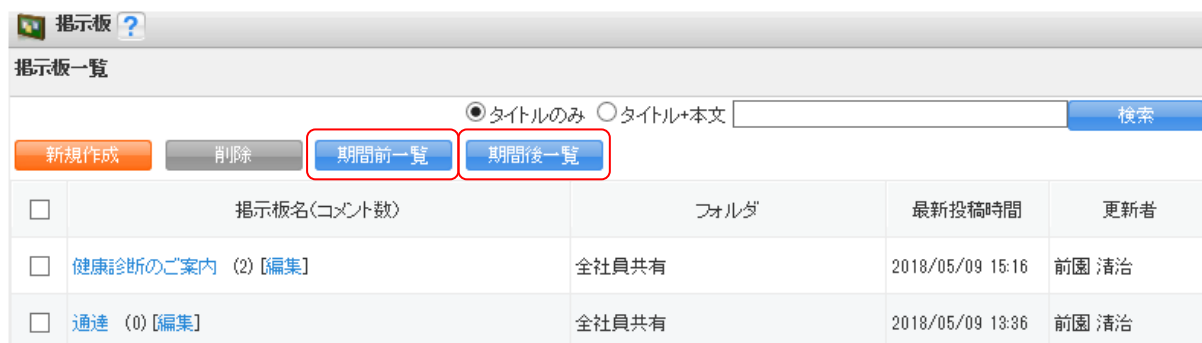 掲示板 ?
掲示板一覧
タイトルのみ タイトル+本文 検索
新規作成 削除 期間前一覧 期間後一覧
掲示板名(コメント数) フォルダ 最新投稿時間 更新者
健康診断のご案内 (2) [編集] 全社員共有 2018/05/09 15:16 前園 清治
通達 (0) [編集] 全社員共有 2018/05/09 13:36 前園 清治